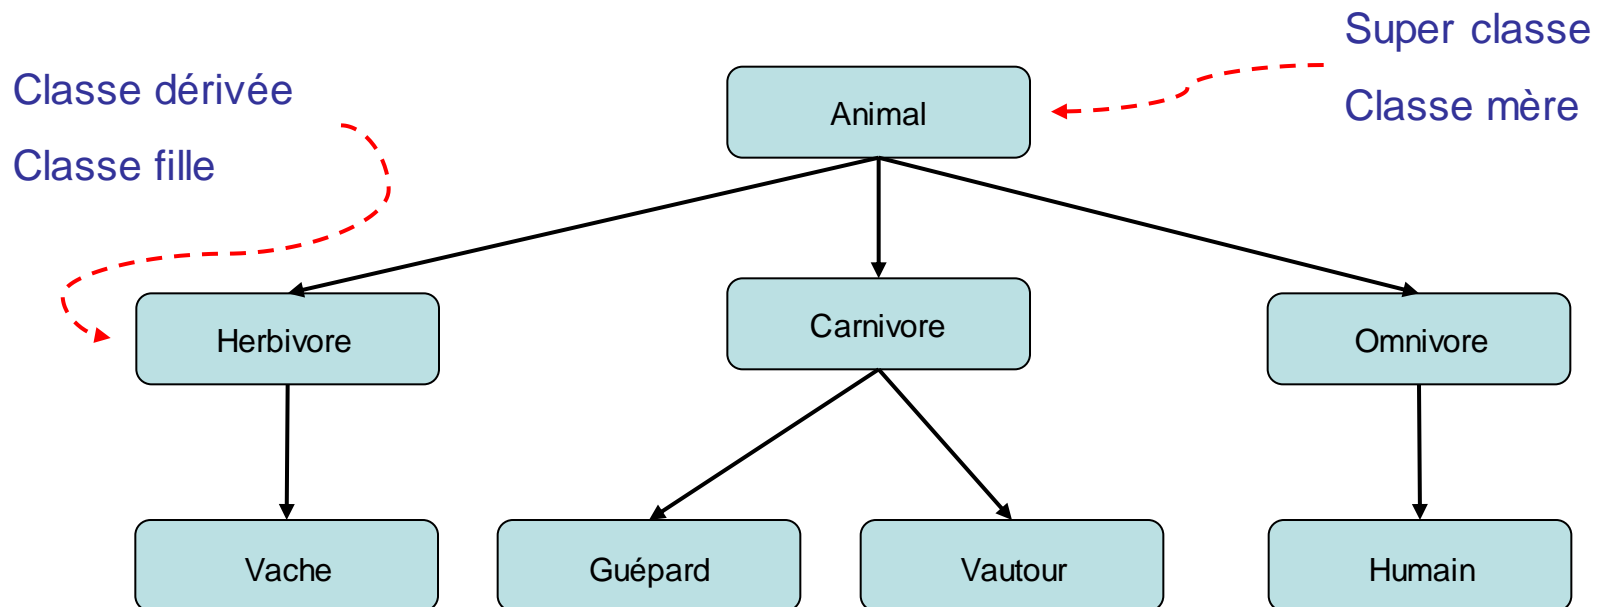 Super classe
Classe mère
Classe dérivée
Classe fille
Animal
Herbivore
Carnivore
Omnivore
Vache
Guépard
Vautour
Humain